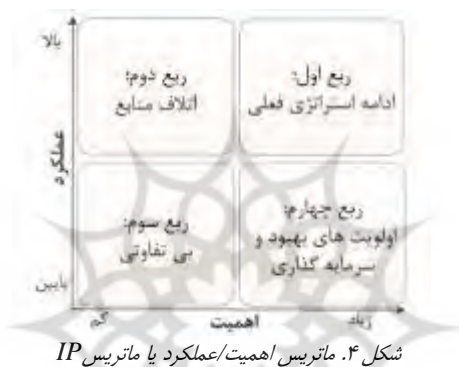 بالا
ربع دوم:
اتلاف منابع
ربع اول:
ادامه استراتژی فعلی
عملکرد
ربع سوم:
بی تفاوتی
ربع چهارم:
اولویت های بهبود و
سرمایه گذاری
پایین
کم
اهمیت
زیاد
شکل ۴. ماتریس اهمیت/عملکرد یا ماتریس IP